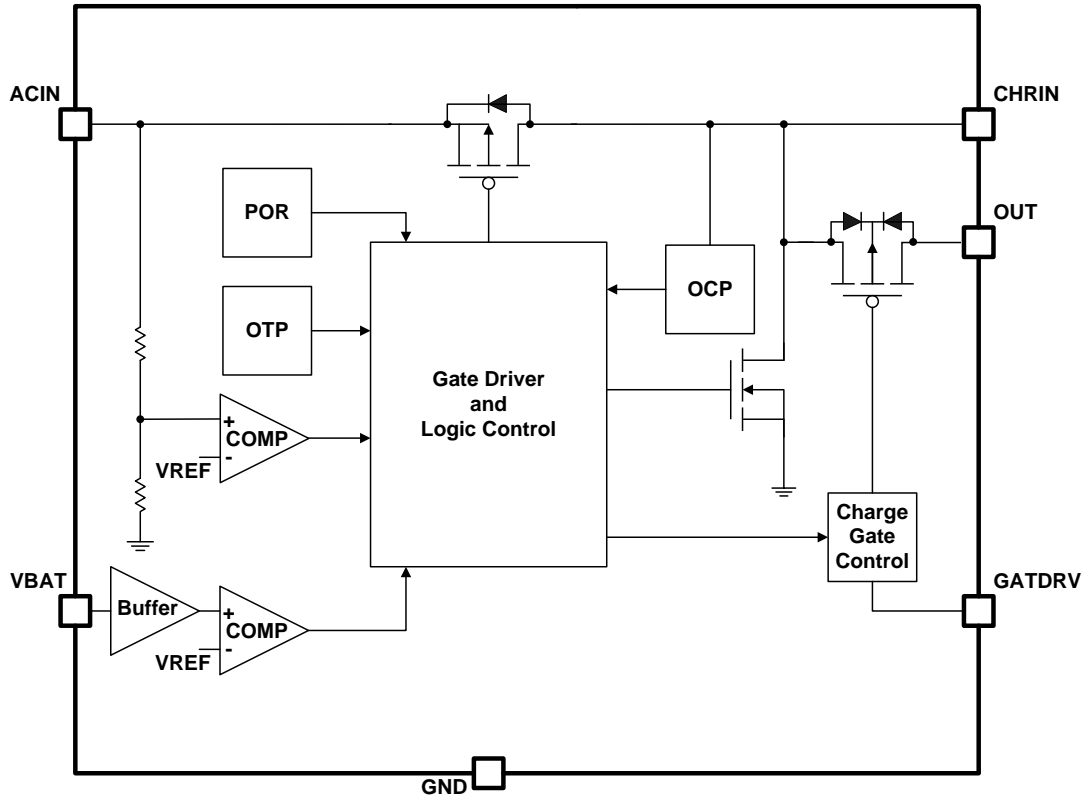 ACIN
CHRIN
POR
OUT
OCP
OTP
Gate Driver
and
Logic Control
+
COMP
VREF
-
Charge
Gate
Control
VBAT
GATDRV
Buffer
+
COMP
VREF
-
GND